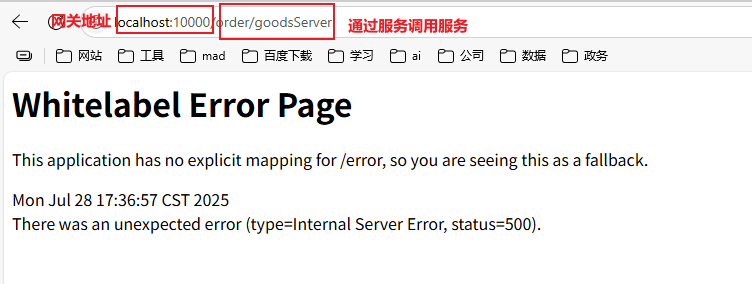 网关地址 localhost:10000/order/goodsServer
通过服务调用服务
网站 工具 mad 百度下载 学习 ai 公司 数据 政务
Whitelabel Error Page
This application has no explicit mapping for /error, so you are seeing this as a fallback.
Mon Jul 28 17:36:57 CST 2025
There was an unexpected error (type=Internal Server Error, status=500).